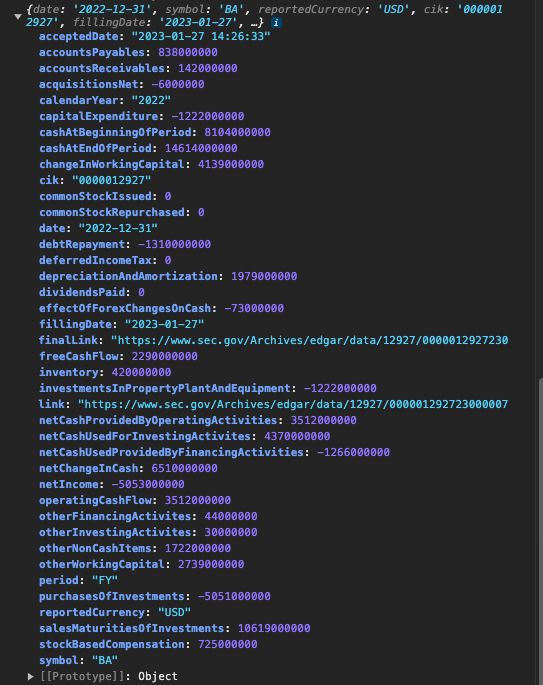 {date: '2022-12-31', symbol: 'BA', reportedCurrency: 'USD', cik: '000001
2927', fillingDate: '2023-01-27', …} i
acceptedDate: "2023-01-27 14:26:33"
accountsPayables: 838000000
accountsReceivables: 142000000
acquisitionsNet: -6000000
calendarYear: "2022"
capitalExpenditure: -1222000000
cashAtBeginningOfPeriod: 8104000000
cashAtEndOfPeriod: 14614000000
changeInWorkingCapital: 4139000000
cik: "0000012927"
commonStockIssued: 0
commonStockRepurchased: 0
date: "2022-12-31"
debtRepayment: -1310000000
deferredIncomeTax: 0
depreciationAndAmortization: 1979000000
dividendsPaid: 0
effectOfForexChangesOnCash: -73000000
fillingDate: "2023-01-27"
finalLink: "https://www.sec.gov/Archives/edgar/data/12927/0000012927230
freeCashFlow: 2290000000
inventory: 420000000
investmentsInPropertyPlantAndEquipment: -1222000000
link: "https://www.sec.gov/Archives/edgar/data/12927/000001292723000007
netCashProvidedByOperatingActivities: 3512000000
netCashUsedForInvestingActivites: 4370000000
netCashUsedProvidedByFinancingActivities: -1266000000
netChangeInCash: 6510000000
netIncome: -5053000000
operatingCashFlow: 3512000000
otherFinancingActivites: 44000000
otherInvestingActivites: 30000000
otherNonCashItems: 1722000000
otherWorkingCapital: 2739000000
period: "FY"
purchasesOfInvestments: -5051000000
reportedCurrency: "USD"
salesMaturitiesOfInvestments: 10619000000
stockBasedCompensation: 725000000
symbol: "BA"
[[Prototype]]: Object